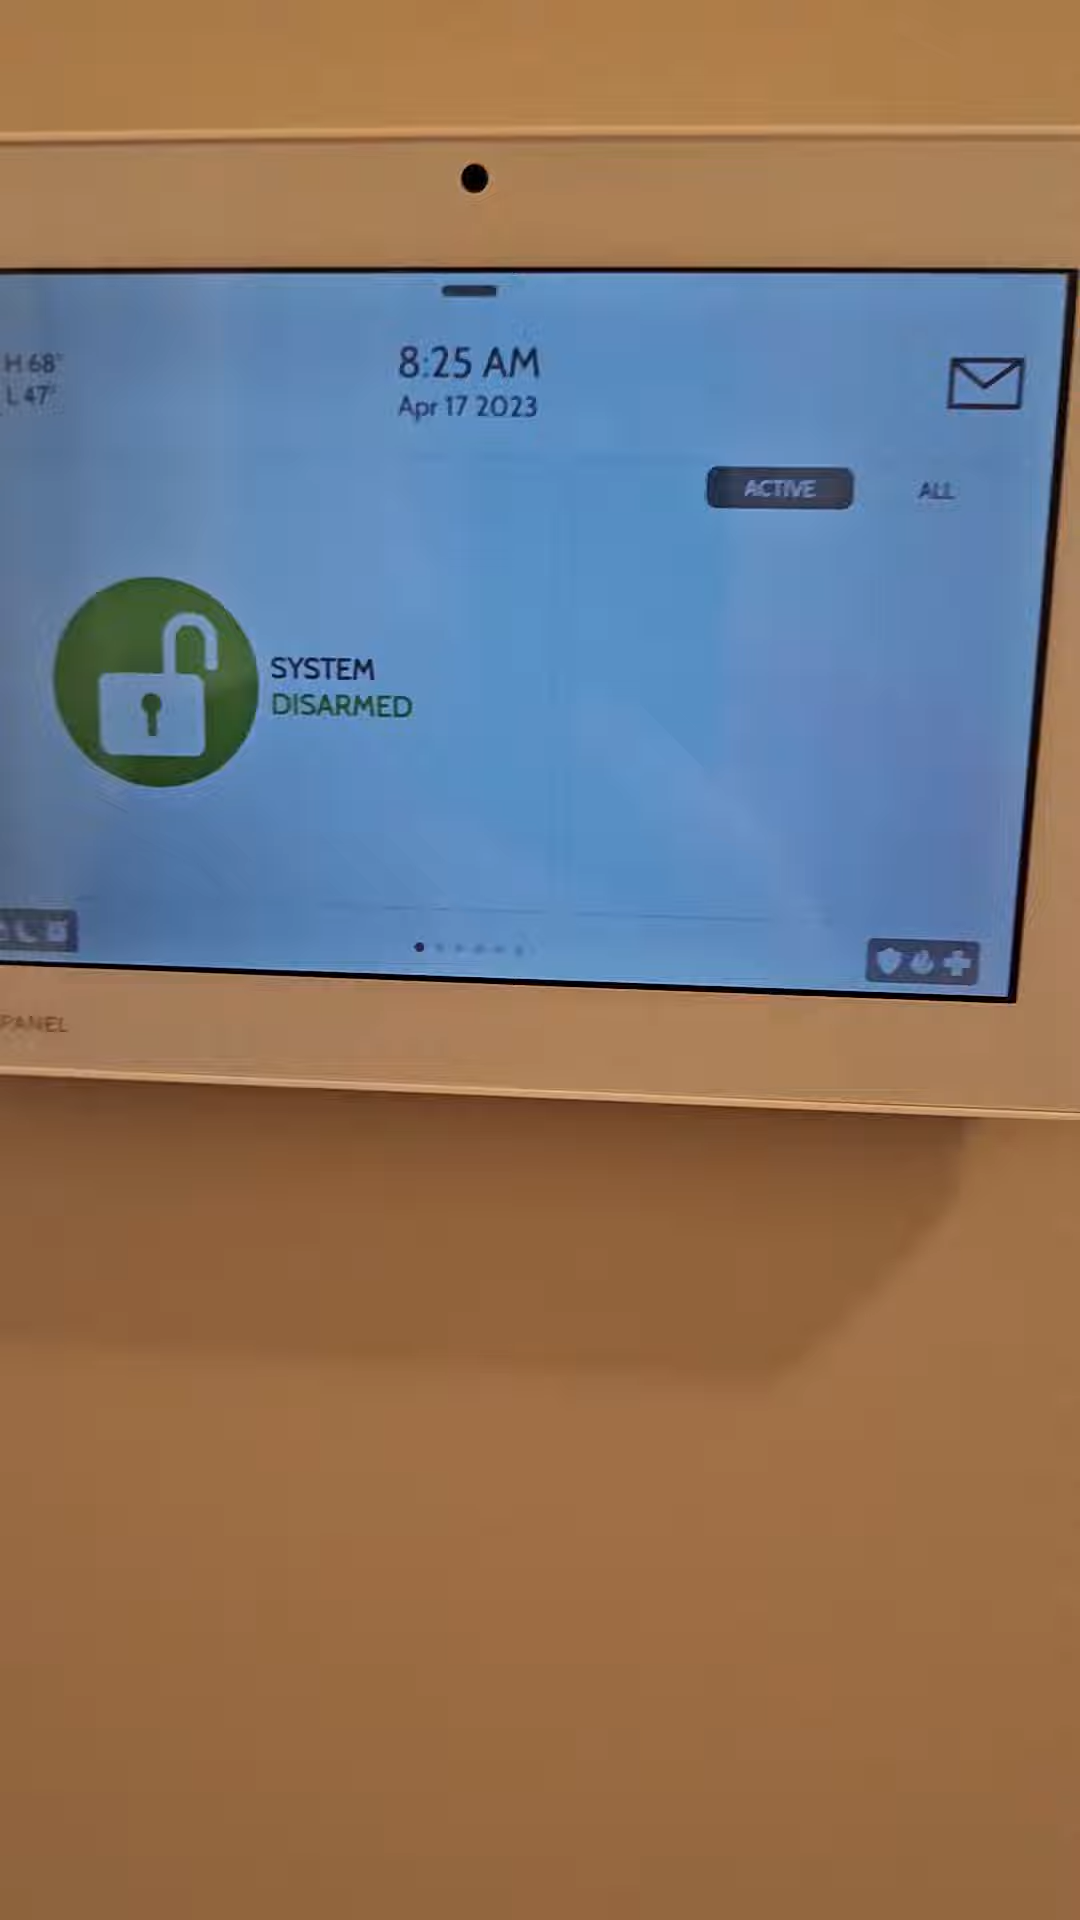 H 68°
L 47°
8:25 AM
Apr 17 2023
ACTIVE
ALL
SYSTEM
DISARMED
PANEL